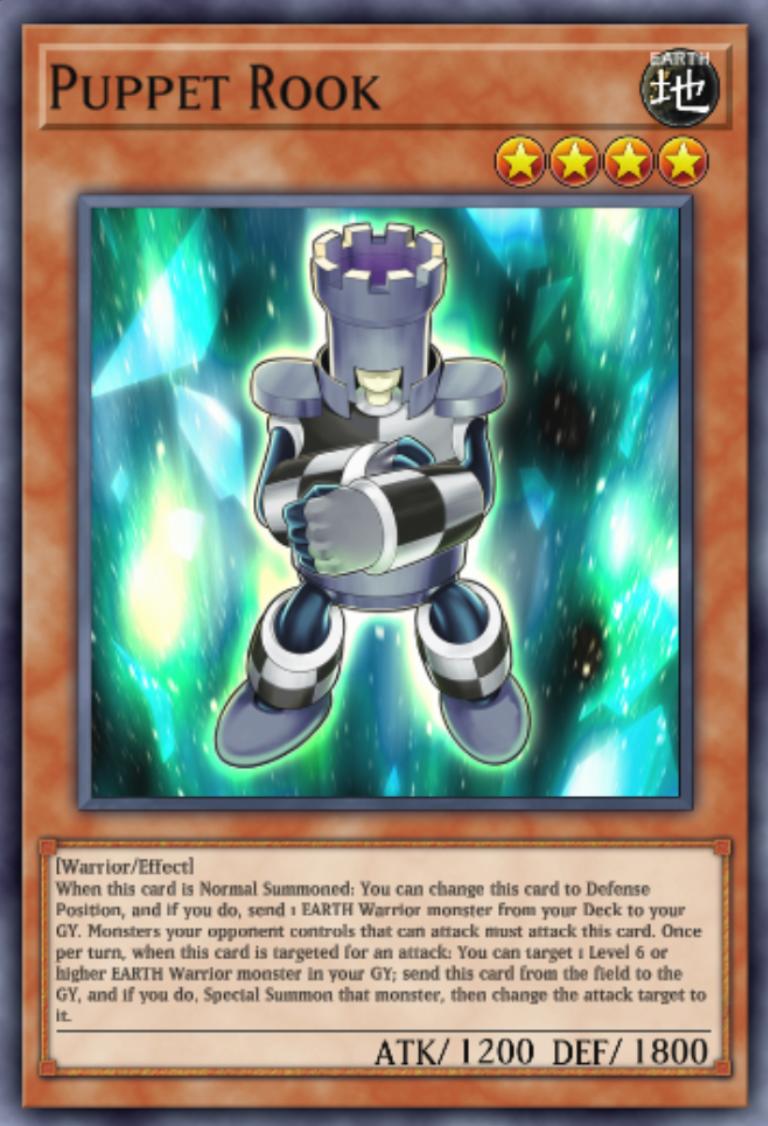 PUPPET ROOK
EARTH
地
[Warrior/Effect]
When this card is Normal Summoned: You can change this card to Defense
Position, and if you do, send 1 EARTH Warrior monster from your Deck to your
GY. Monsters your opponent controls that can attack must attack this card. Once
per turn, when this card is targeted for an attack: You can target 1 Level 6 or
higher EARTH Warrior monster in your GY; send this card from the field to the
GY, and if you do, Special Summon that monster, then change the attack target to
it.
ATK/ 1200 DEF/ 1800